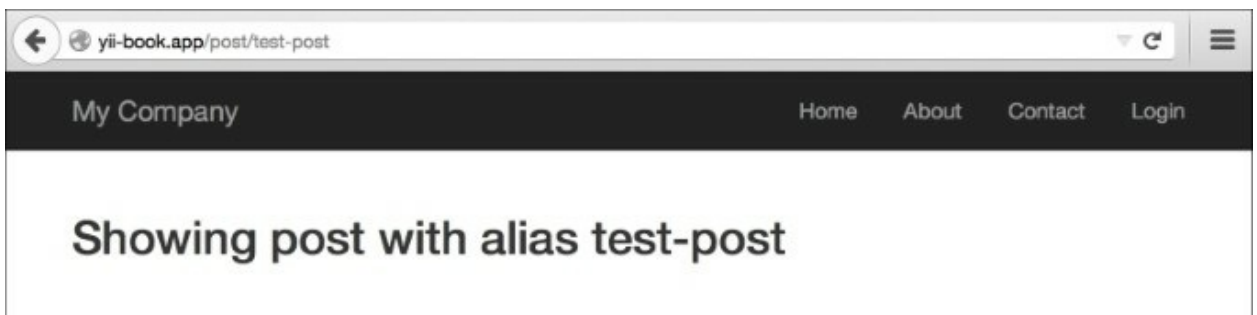 yii-book.app/post/test-post
My Company Home About Contact Login
Showing post with alias test-post